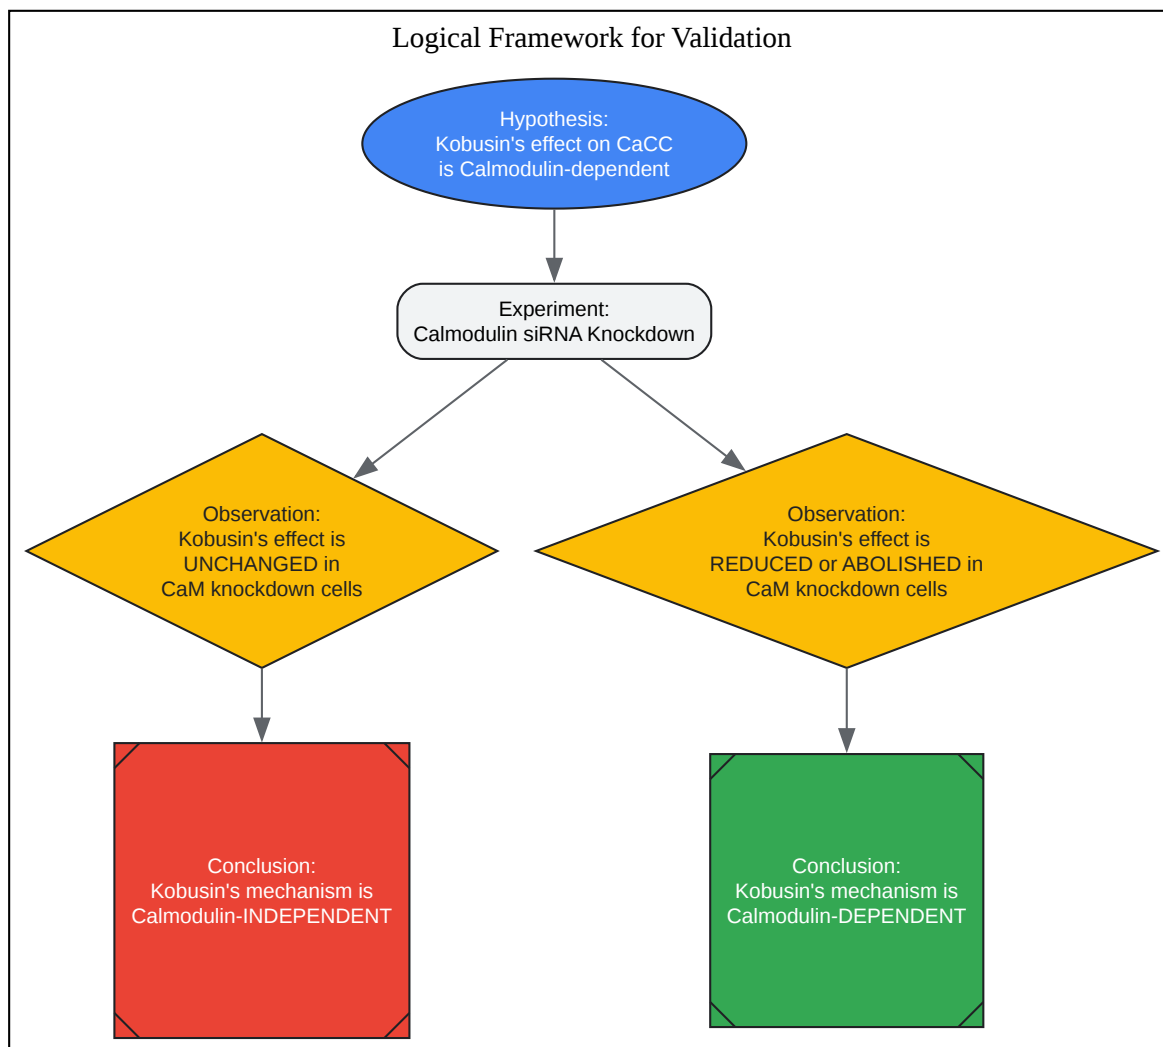 Logical Framework for Validation
Hypothesis:
Kobusin's effect on CaCC
is Calmodulin-dependent
Experiment:
Calmodulin siRNA Knockdown
Observation:
Kobusin's effect is
UNCHANGED in
CaM knockdown cells
Observation:
Kobusin's effect is
REDUCED or ABOLISHED in
CaM knockdown cells
Conclusion:
Kobusin's mechanism is
Calmodulin-INDEPENDENT
Conclusion:
Kobusin's mechanism is
Calmodulin-DEPENDENT